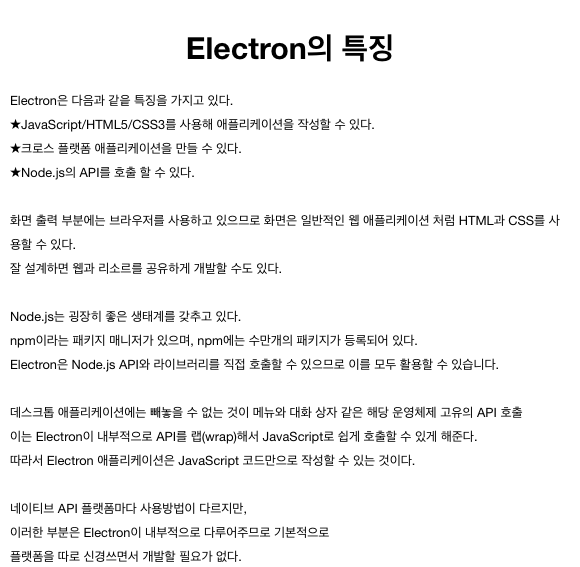 Electron의 특징
Electron은 다음과 같읕 특징을 가지고 있다.
★JavaScript/HTML5/CSS3를 사용해 애플리케이션을 작성할 수 있다.
★크로스 플랫폼 애플리케이션을 만들 수 있다.
★Node.js의 API를 호출 할 수 있다.
화면 출력 부분에는 브라우저를 사용하고 있으므로 화면은 일반적인 웹 애플리케이션 처럼 HTML과 CSS를 사
용할 수 있다.
잘 설계하면 웹과 리소르를 공유하게 개발할 수도 있다.
Node.js는 굉장히 좋은 생태계를 갖추고 있다.
npm이라는 패키지 매니저가 있으며, npm에는 수만개의 패키지가 등록되어 있다.
Electron은 Node.js API와 라이브러리를 직접 호출할 수 있으므로 이를 모두 활용할 수 있습니다.
데스크톱 애플리케이션에는 빼놓을 수 없는 것이 메뉴와 대화 상자 같은 해당 운영체제 고유의 API 호출
이는 Electron이 내부적으로 API를 랩(wrap)해서 JavaScript로 쉽게 호출할 수 있게 해준다.
따라서 Electron 애플리케이션은 JavaScript 코드만으로 작성할 수 있는 것이다.
네이티브 API 플랫폼마다 사용방법이 다르지만,
이러한 부분은 Electron이 내부적으로 다루어주므로 기본적으로
플랫폼을 따로 신경쓰면서 개발할 필요가 없다.